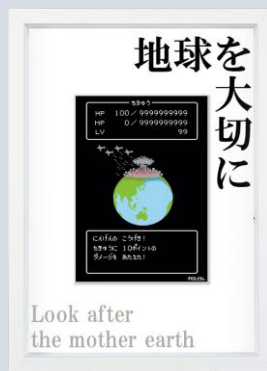 地球を
大切に
ちきゅう
HP 100/9999999999
MP 0/9999999999
LV 99
にんげんの こうげき!
ちきゅうに 10ポイントの
ダメージを あたえた!
Look after
the mother earth